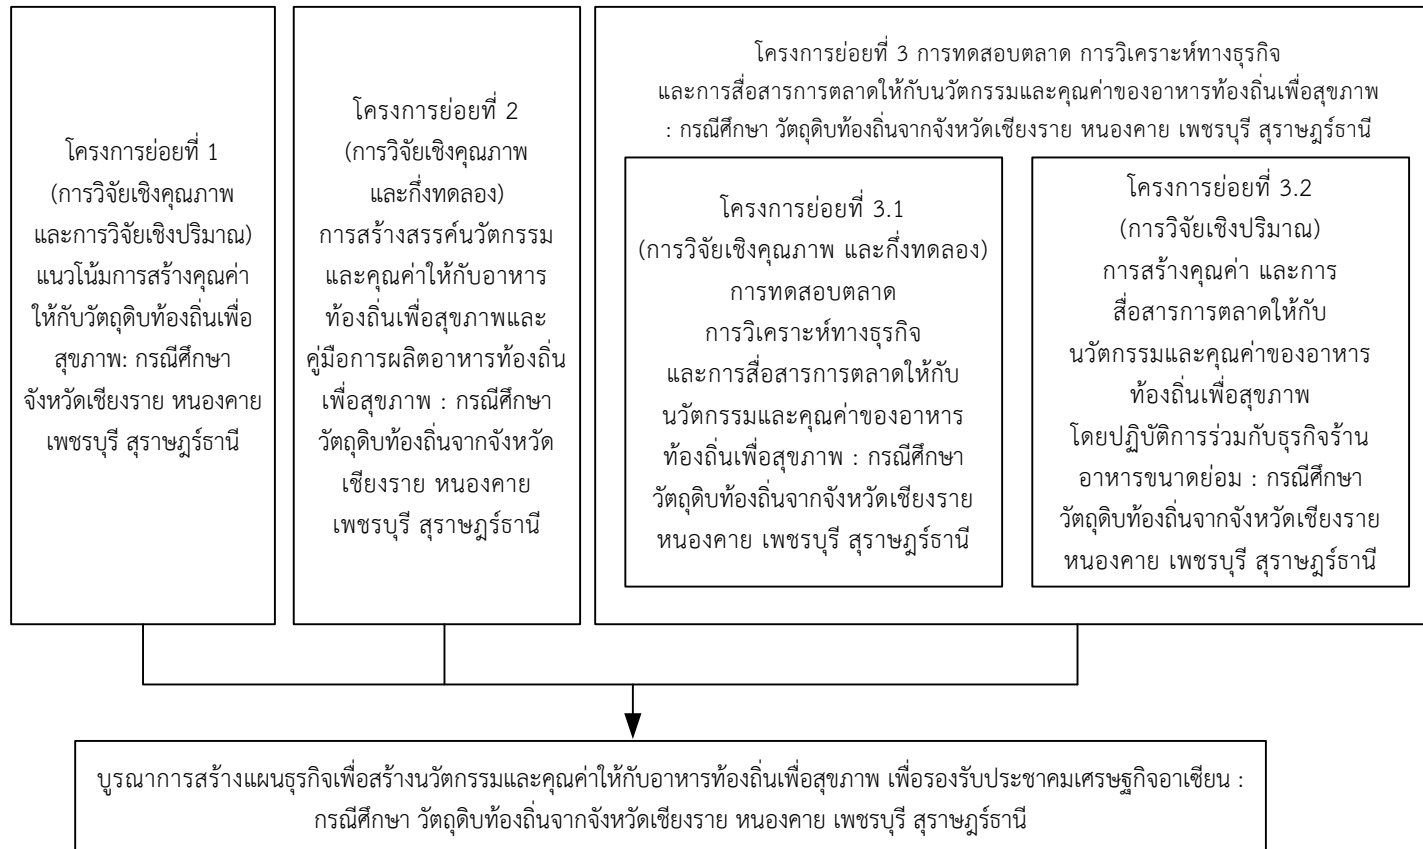 โครงการย่อยที่ 1
(การวิจัยเชิงคุณภาพ
และการวิจัยเชิงปริมาณ)
แนวโน้มการสร้างคุณค่า
ให้กับวัตถุดิบท้องถิ่นเพื่อ
สุขภาพ: กรณีศึกษา
จังหวัดเชียงราย หนองคาย
เพชรบุรี สุราษฎร์ธานี
โครงการย่อยที่ 2
(การวิจัยเชิงคุณภาพ
และกึ่งทดลอง)
การสร้างสรรค์นวัตกรรม
และคุณค่าให้กับอาหาร
ท้องถิ่นเพื่อสุขภาพและ
คู่มือการผลิตอาหารท้องถิ่น
เพื่อสุขภาพ : กรณีศึกษา
วัตถุดิบท้องถิ่นจากจังหวัด
เชียงราย หนองคาย
เพชรบุรี สุราษฎร์ธานี
โครงการย่อยที่ 3 การทดสอบตลาด การวิเคราะห์ทางธุรกิจ
และการสื่อสารการตลาดให้กับนวัตกรรมและคุณค่าของอาหารท้องถิ่นเพื่อสุขภาพ
: กรณีศึกษา วัตถุดิบท้องถิ่นจากจังหวัดเชียงราย หนองคาย เพชรบุรี สุราษฎร์ธานี
โครงการย่อยที่ 3.1
(การวิจัยเชิงคุณภาพ และกึ่งทดลอง)
การทดสอบตลาด
การวิเคราะห์ทางธุรกิจ
และการสื่อสารการตลาดให้กับ
นวัตกรรมและคุณค่าของอาหาร
ท้องถิ่นเพื่อสุขภาพ : กรณีศึกษา
วัตถุดิบท้องถิ่นจากจังหวัดเชียงราย
หนองคาย เพชรบุรี สุราษฎร์ธานี
โครงการย่อยที่ 3.2
(การวิจัยเชิงปริมาณ)
การสร้างคุณค่า และการ
สื่อสารการตลาดให้กับ
นวัตกรรมและคุณค่าของอาหาร
ท้องถิ่นเพื่อสุขภาพ
โดยปฏิบัติการร่วมกับธุรกิจร้าน
อาหารขนาดย่อม : กรณีศึกษา
วัตถุดิบท้องถิ่นจากจังหวัดเชียงราย
หนองคาย เพชรบุรี สุราษฎร์ธานี
บูรณาการสร้างแผนธุรกิจเพื่อสร้างนวัตกรรมและคุณค่าให้กับอาหารท้องถิ่นเพื่อสุขภาพ เพื่อรองรับประชาคมเศรษฐกิจอาเซียน :
กรณีศึกษา วัตถุดิบท้องถิ่นจากจังหวัดเชียงราย หนองคาย เพชรบุรี สุราษฎร์ธานี